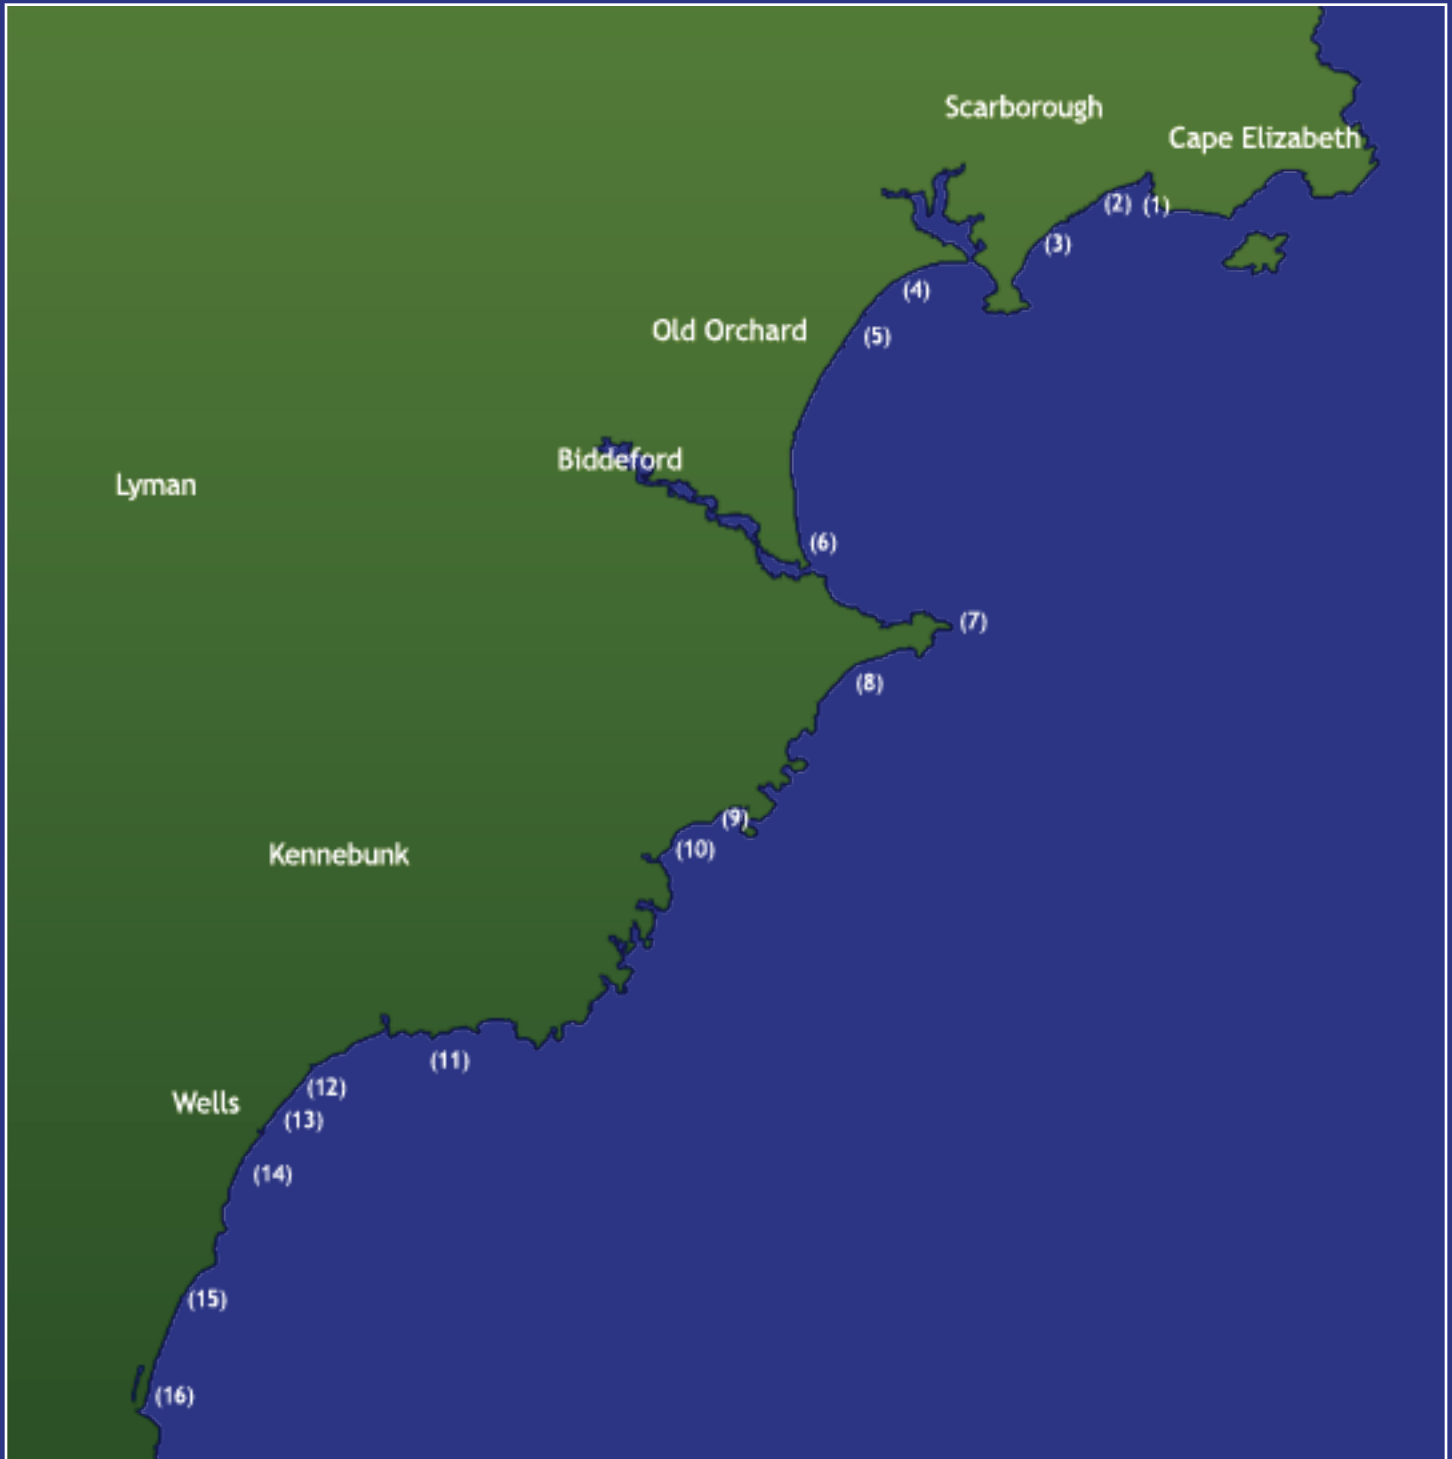 Scarborough
Cape Elizabeth
(2) (1)
(3)
(4)
Old Orchard
(5)
Biddeford
Lyman
(6)
(7)
(8)
(9)
(10)
Kennebunk
(11)
(12)
Wells
(13)
(14)
(15)
(16)